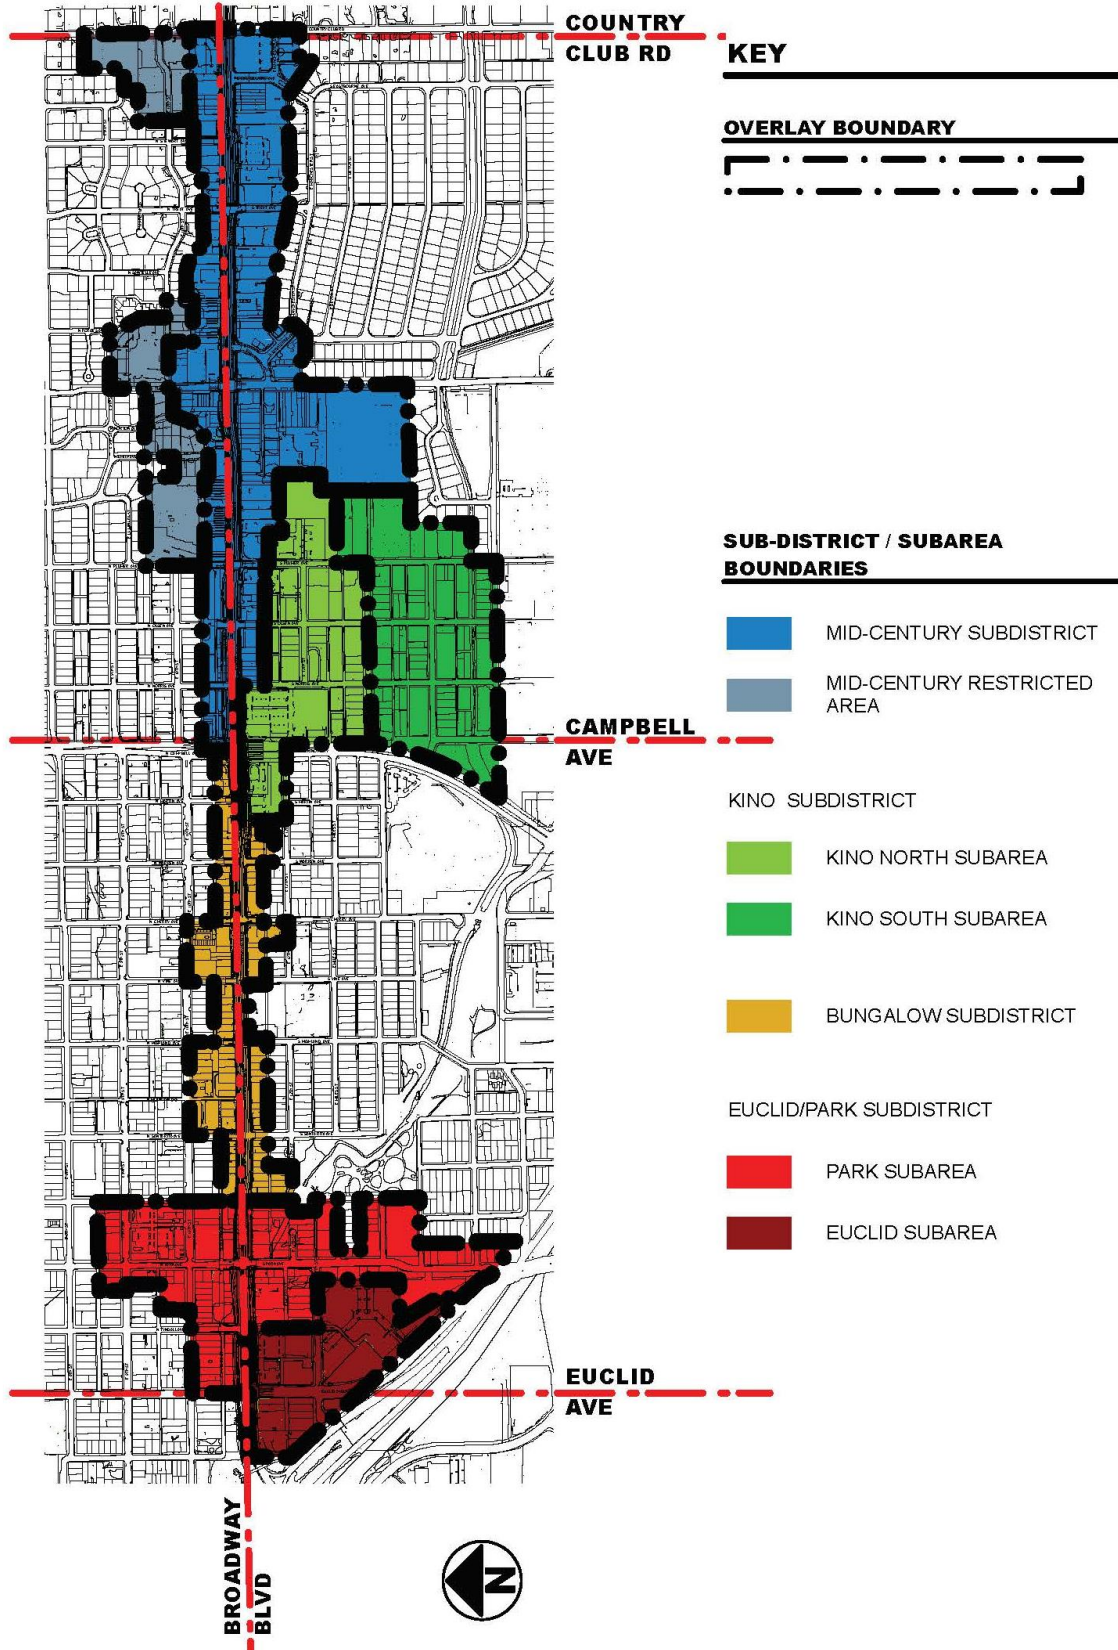 COUNTRY
CLUB RD
KEY
OVERLAY BOUNDARY
SUB-DISTRICT / SUBAREA
BOUNDARIES
MID-CENTURY SUBDISTRICT
MID-CENTURY RESTRICTED
AREA
CAMPBELL
AVE
KINO SUBDISTRICT
KINO NORTH SUBAREA
KINO SOUTH SUBAREA
BUNGALOW SUBDISTRICT
EUCLID/PARK SUBDISTRICT
PARK SUBAREA
EUCLID SUBAREA
EUCLID
AVE
BROADWAY
BLVD
N